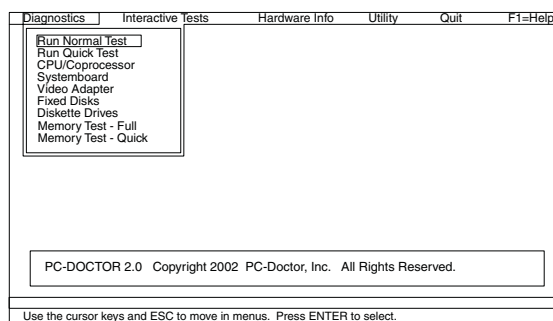 Diagnostics Interactive Tests Hardware Info Utility Quit F1=Help
Run Normal Test
Run Quick Test
CPU/Coprocessor
Systemboard
Video Adapter
Fixed Disks
Diskette Drives
Memory Test - Full
Memory Test - Quick
PC-DOCTOR 2.0 Copyright 2002 PC-Doctor, Inc. All Rights Reserved.
Use the cursor keys and ESC to move in menus. Press ENTER to select.